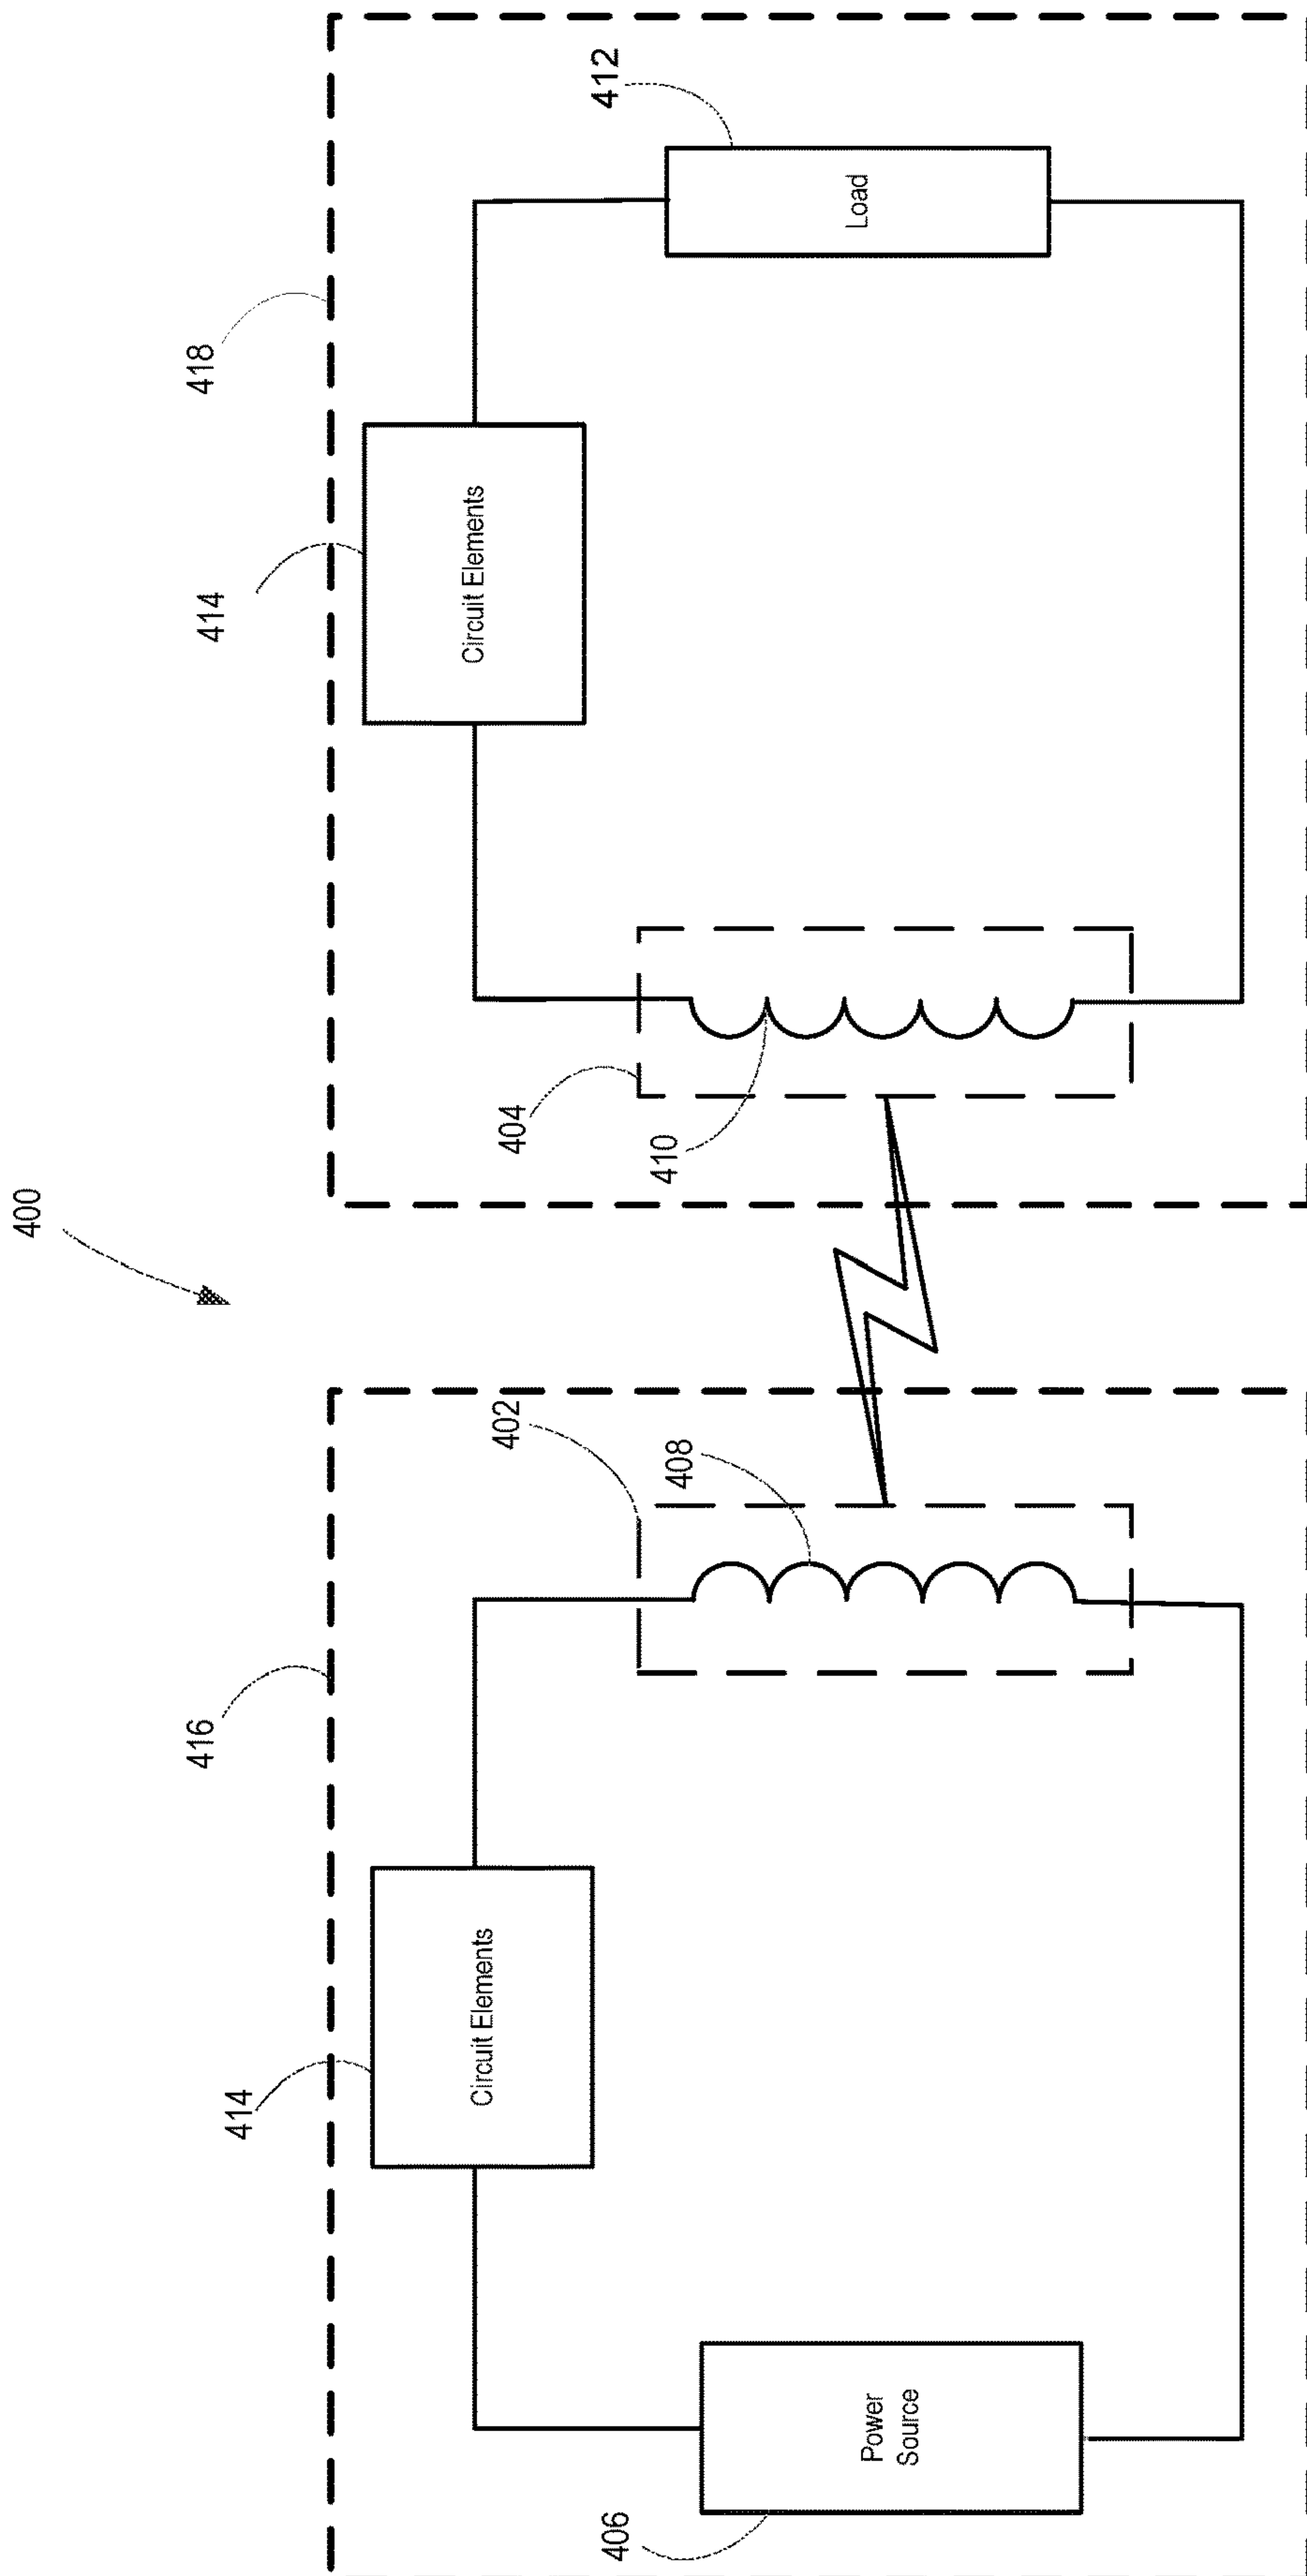 400
416
418
414
414
402
404
408
410
406
412
Circuit Elements
Circuit Elements
Power
Source
Load